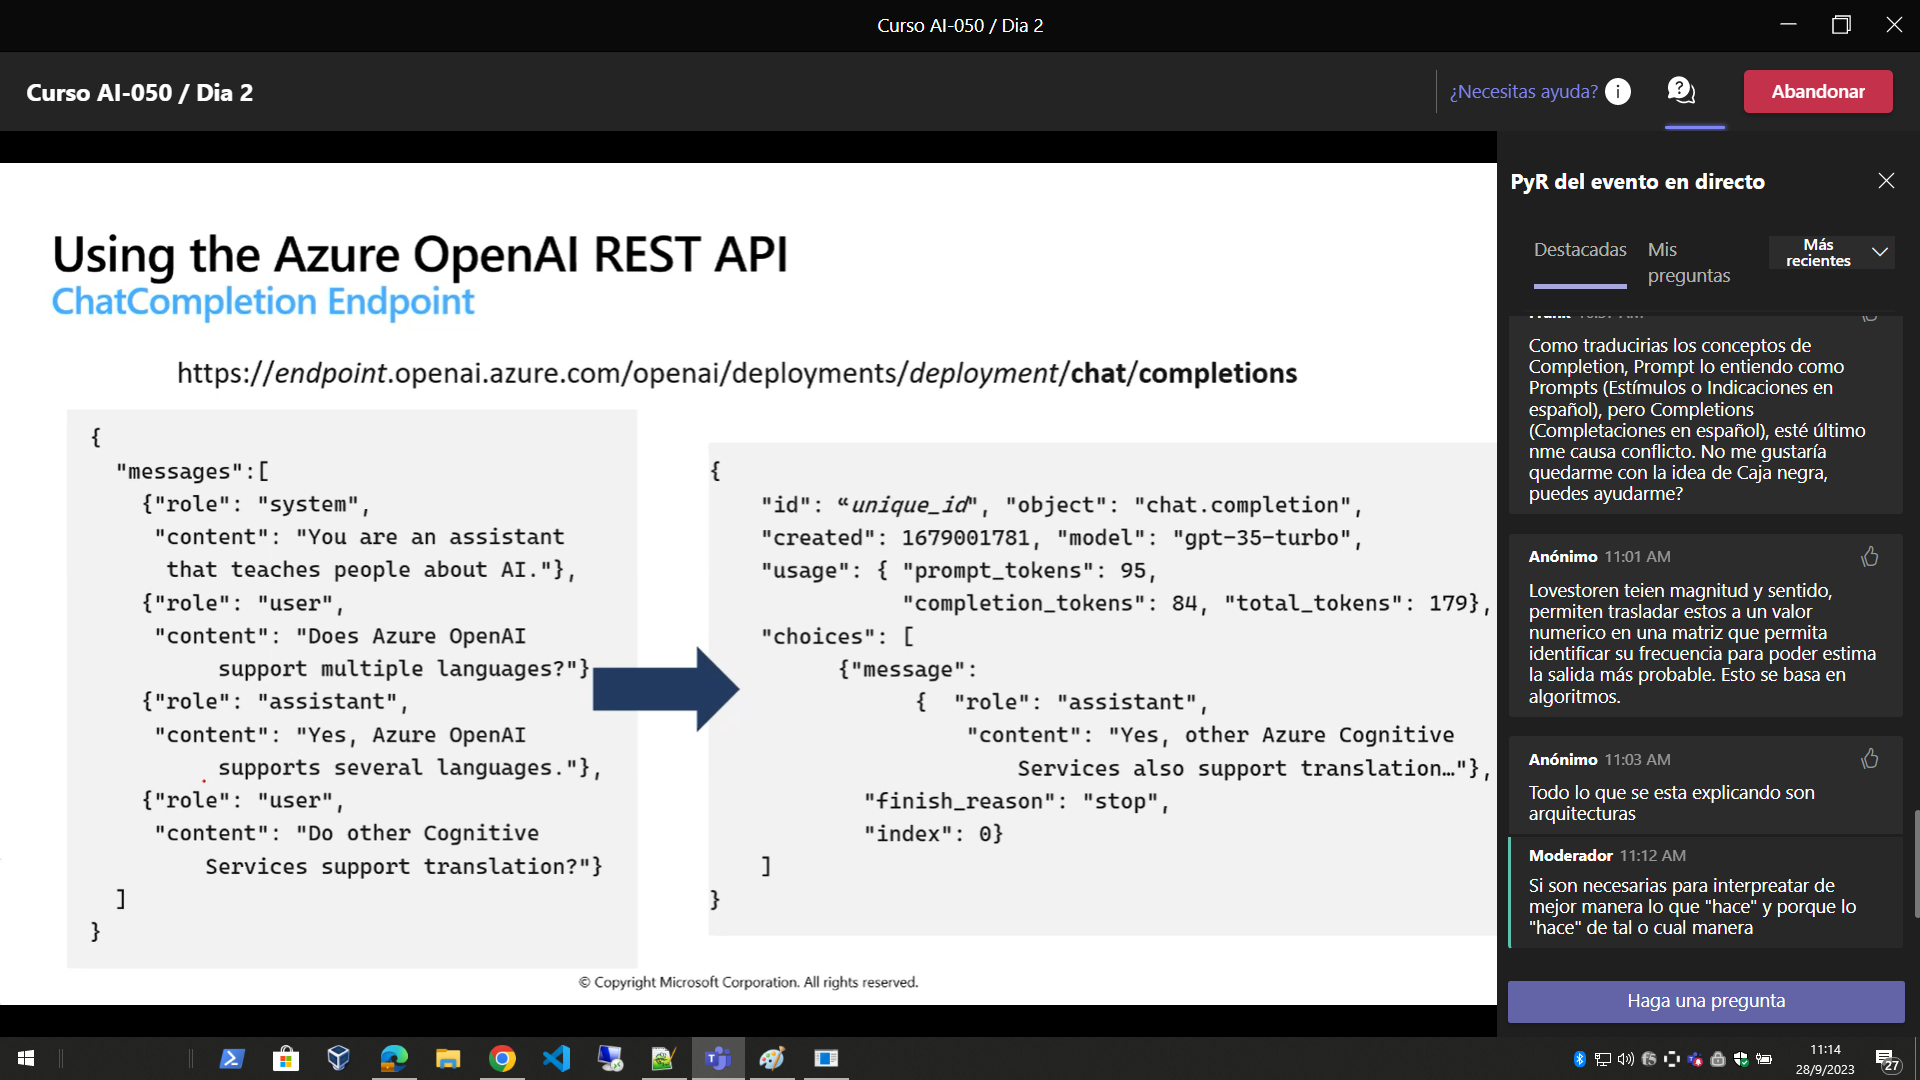 Curso AI-050 / Dia 2
Curso AI-050 / Dia 2
¿Necesitas ayuda?
Abandonar
Using the Azure OpenAI REST API
ChatCompletion Endpoint
https://endpoint.openai.azure.com/openai/deployments/deployment/chat/completions
{
"messages":[
{"role": "system",
"content": "You are an assistant
that teaches people about AI."},
{"role": "user",
"content": "Does Azure OpenAI
support multiple languages?"}
{"role": "assistant",
"content": "Yes, Azure OpenAI
supports several languages."},
{"role": "user",
"content": "Do other Cognitive
Services support translation?"}
]
}
{
"id": “unique_id", "object": "chat.completion",
"created": 1679001781, "model": "gpt-35-turbo",
"usage": { "prompt_tokens": 95,
"completion_tokens": 84, "total_tokens": 179},
"choices": [
{"message":
{ "role": "assistant",
"content": "Yes, other Azure Cognitive
Services also support translation…"},
"finish_reason": "stop",
"index": 0}
]
}
© Copyright Microsoft Corporation. All rights reserved.
PyR del evento en directo
Destacadas
Mis
preguntas
Más
recientes
Como traducirias los conceptos de
Completion, Prompt lo entiendo como
Prompts (Estímulos o Indicaciones en
español), pero Completions
(Completaciones en español), esté último
nme causa conflicto. No me gustaría
quedarme con la idea de Caja negra,
puedes ayudarme?
Anónimo 11:01 AM
Lovestoren teien magnitud y sentido,
permiten trasladar estos a un valor
numerico en una matriz que permita
identificar su frecuencia para poder estima
la salida más probable. Esto se basa en
algoritmos.
Anónimo 11:03 AM
Todo lo que se esta explicando son
arquitecturas
Moderador 11:12 AM
Si son necesarias para interpreatar de
mejor manera lo que "hace" y porque lo
"hace" de tal o cual manera
Haga una pregunta
11:14
28/9/2023
27